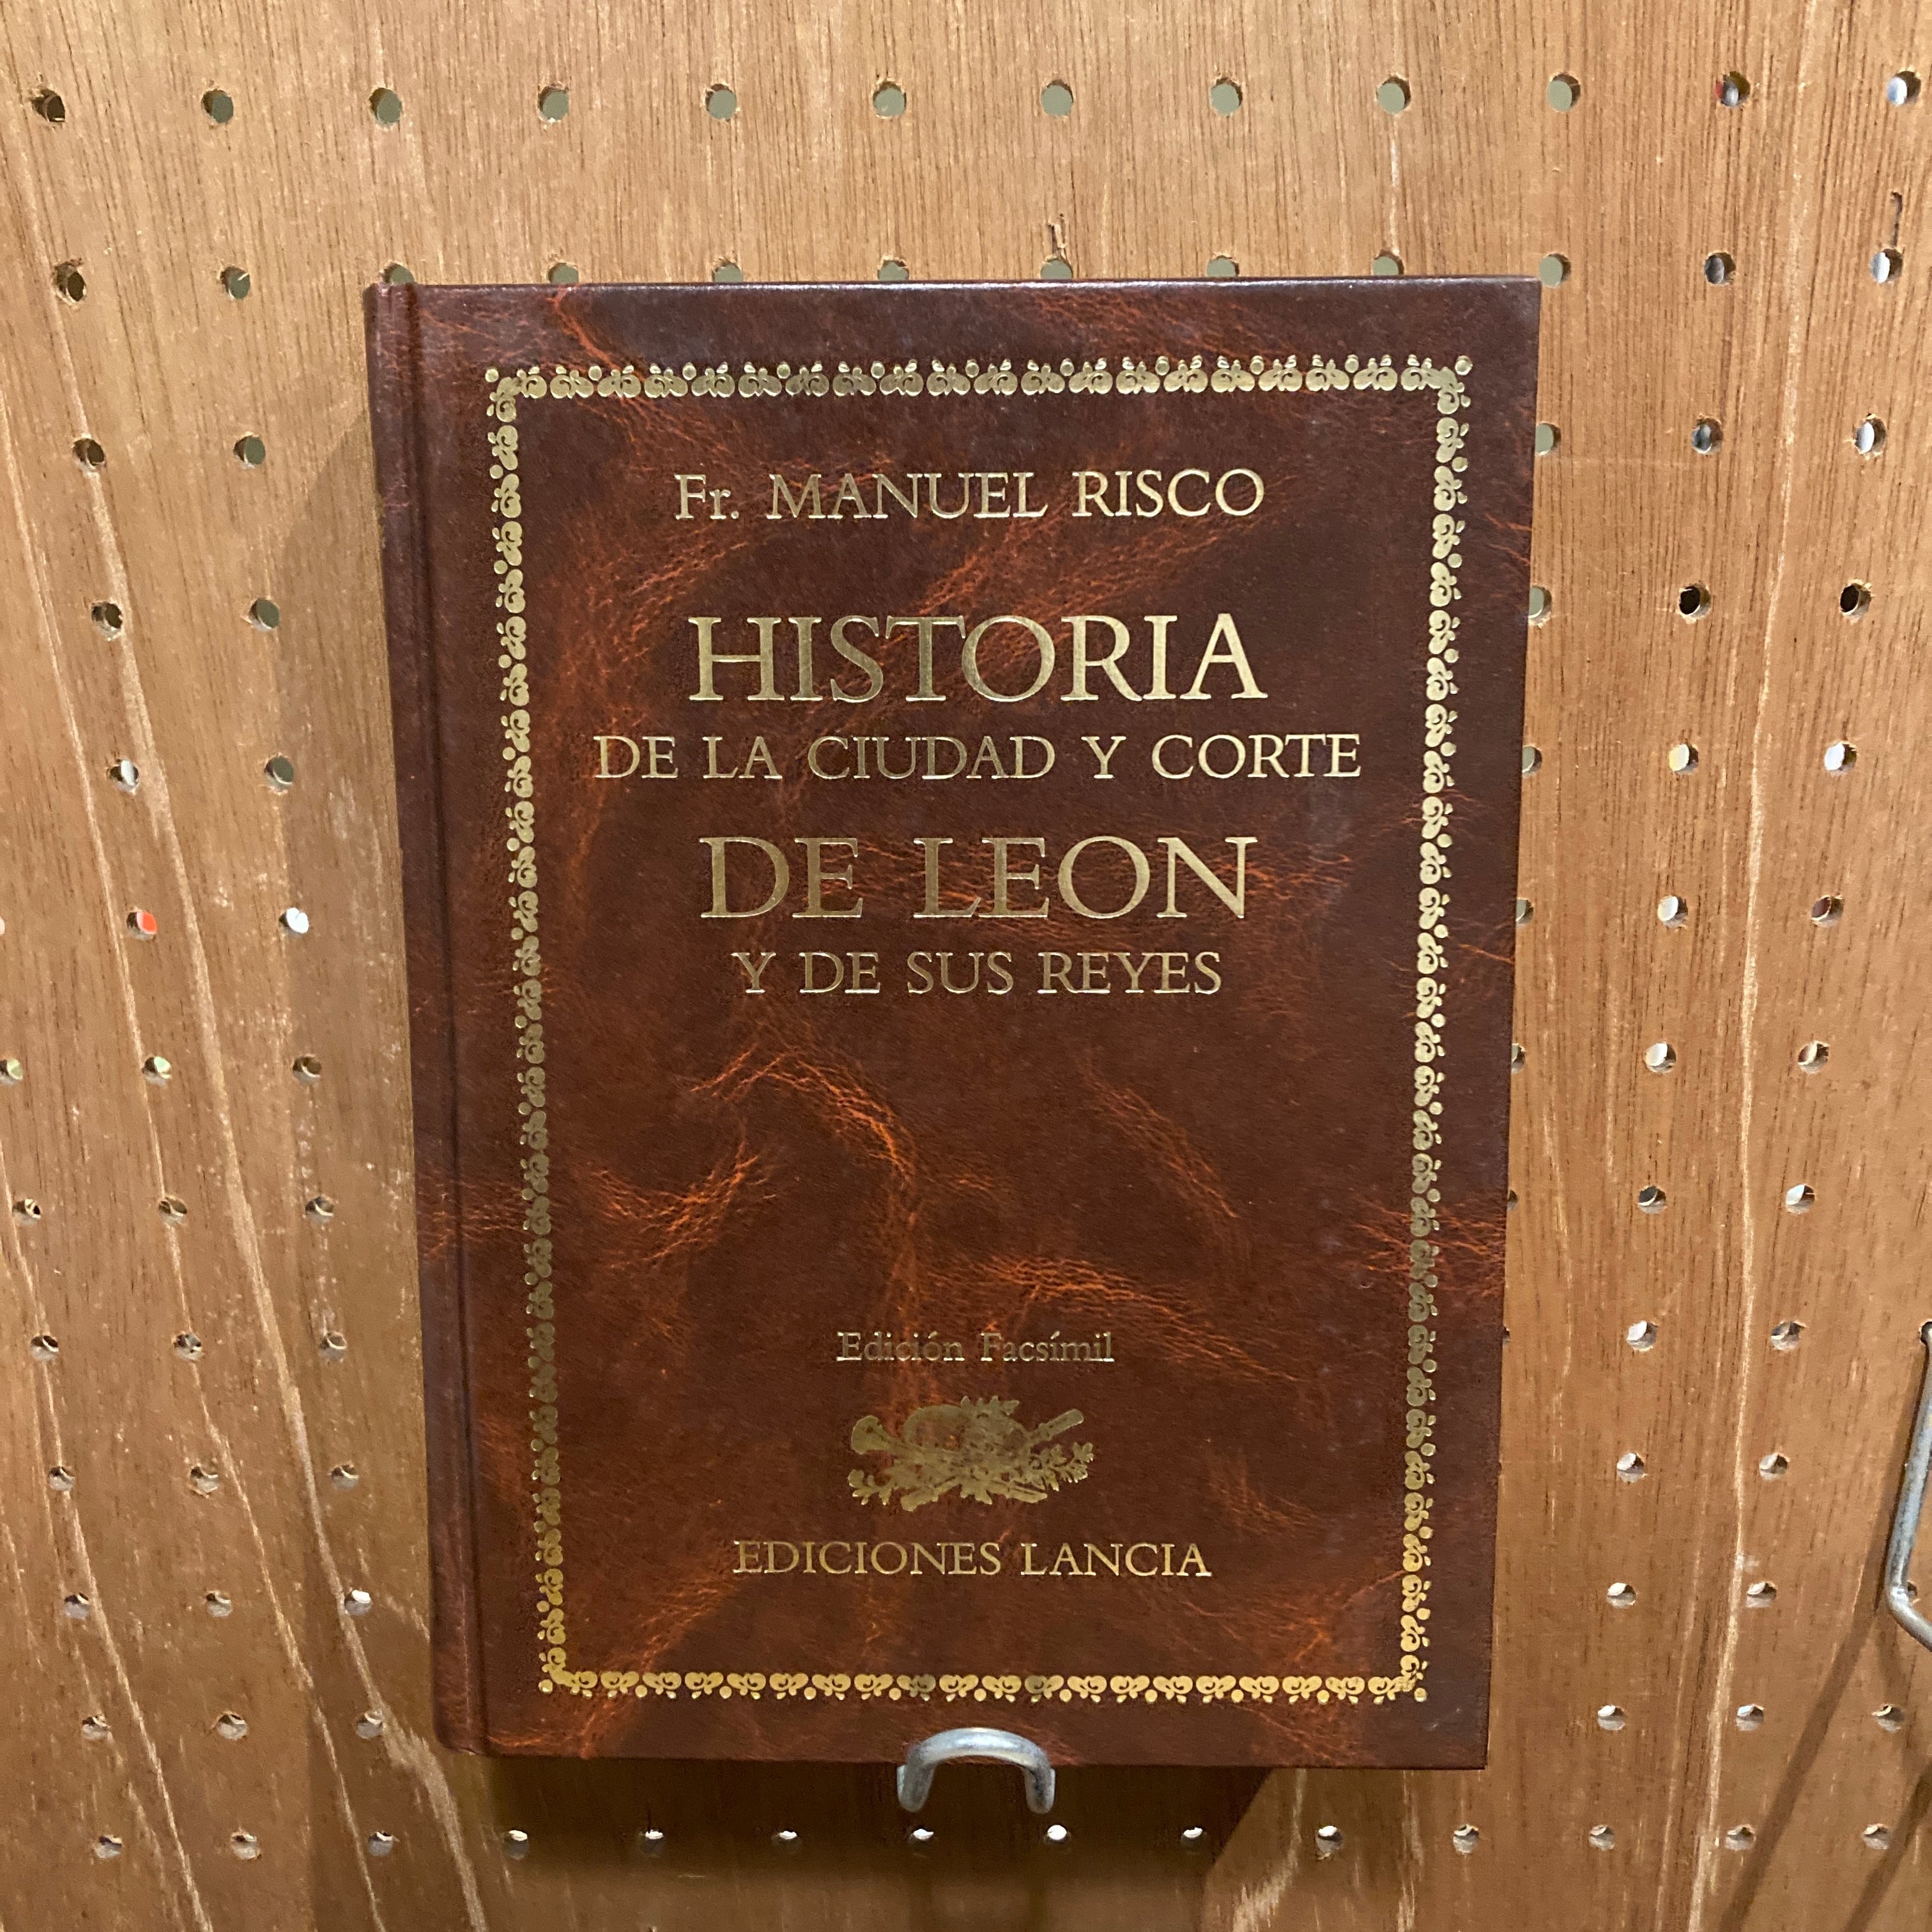 Fr. MANUEL RISCO
HISTORIA
DE LA CIUDAD Y CORTE
DE LEON
Y DE SUS REYES
Edición Facsímil
EDICIONES LANCIA